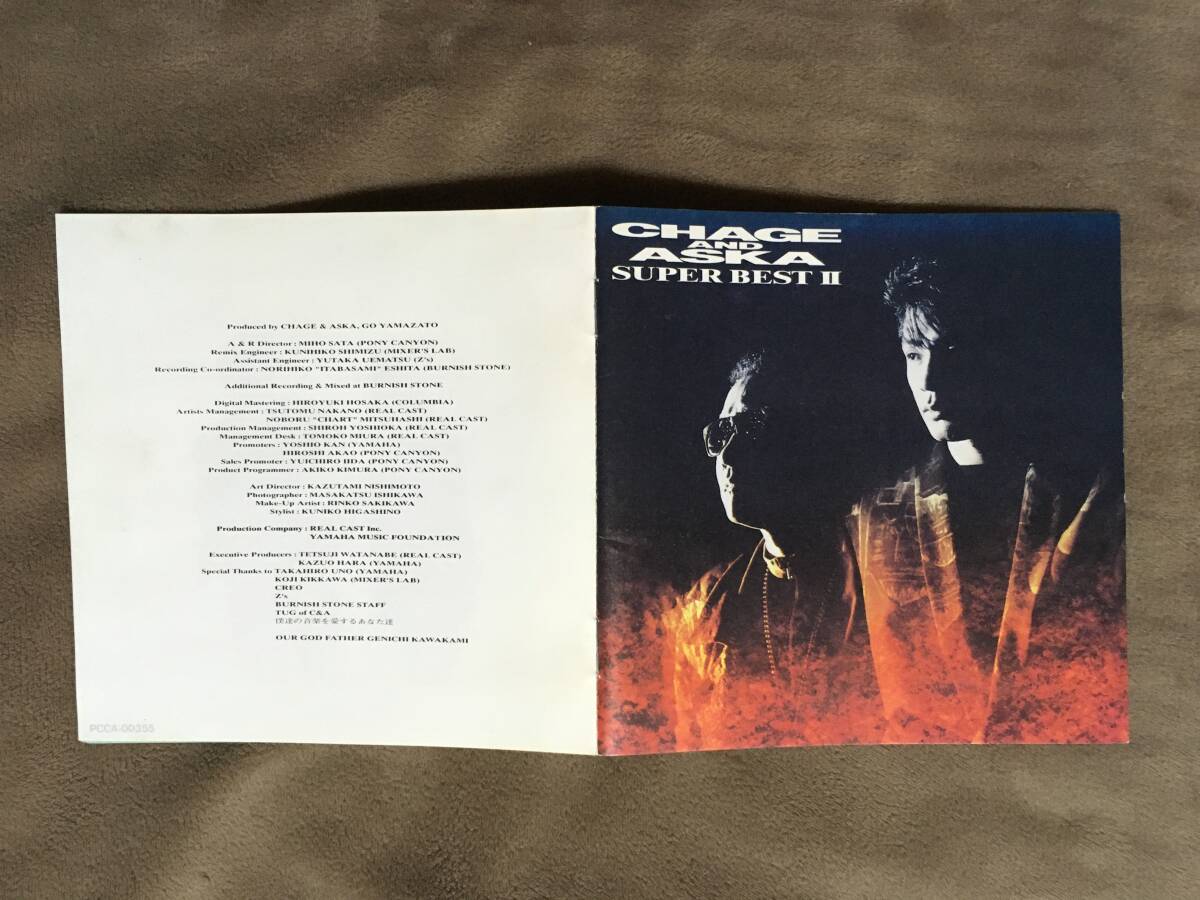 Produced by CHAGE & ASKA, GO YAMAZATO
A & R Director : MIHO SATA (PONY CANYON)
Remix Engineer : KUNIHIKO SHIMIZU (MIXER'S LAB)
Assistant Engineer : YUTAKA UEMATSU (Z's)
Recording Co-ordinator : NORIHIKO "ITABASAMI" ESHITA (BURNISH STONE)
Additional Recording & Mixed at BURNISH STONE
Digital Mastering : HIROYUKI HOSAKA (COLUMBIA)
Artists Management : TSUTOMU NAKANO (REAL CAST)
NOBORU "CHART" MITSUHASHI (REAL CAST)
Production Management : SHIROH YOSHIOKA (REAL CAST)
Management Desk : TOMOKO MIURA (REAL CAST)
Promoters : YOSHIO KAN (YAMAHA)
HIROSHI AKAO (PONY CANYON)
Sales Promoter : YUICHIRO IIDA (PONY CANYON)
Product Programmer : AKIKO KIMURA (PONY CANYON)
Art Director : KAZUTAMI NISHIMOTO
Photographer : MASAKATSU ISHIKAWA
Make-Up Artist : RINKO SAKIKAWA
Stylist : KUNIKO HIGASHINO
Production Company : REAL CAST Inc.
YAMAHA MUSIC FOUNDATION
Executive Producers : TETSUJI WATANABE (REAL CAST)
KAZUO HARA (YAMAHA)
Special Thanks to TAKAHIRO UNO (YAMAHA)
KOJI KIKKAWA (MIXER'S LAB)
CREO
Z's
BURNISH STONE STAFF
TUG of C&A
僕達の音楽を愛するあなた達
OUR GOD FATHER GENICHI KAWAKAMI
PCCA-00355
CHAGE
AND
ASKA
SUPER BEST II